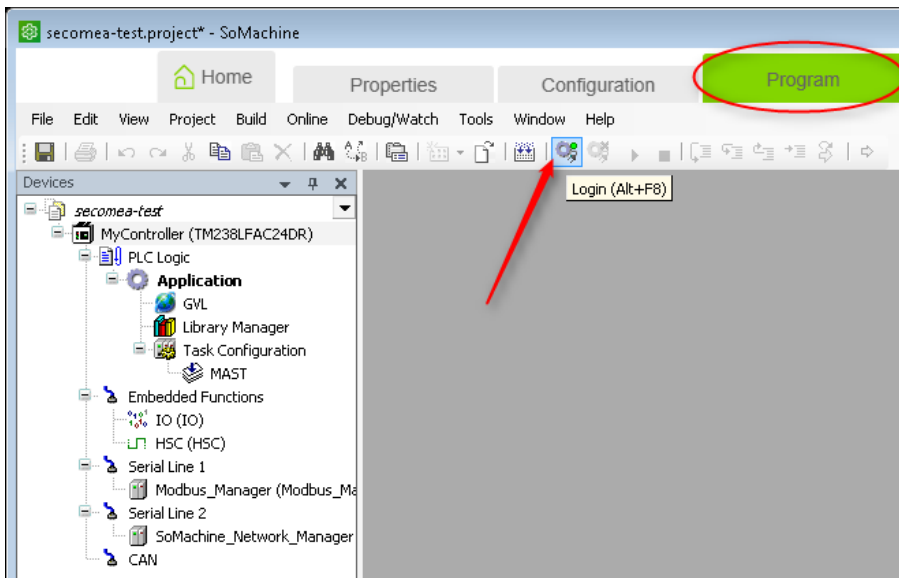 secomea-test.project* - SoMachine
Home Properties Configuration Program
File Edit View Project Build Online Debug/Watch Tools Window Help
Login (Alt+F8)
Devices
secomea-test
MyController (TM238LFAC24DR)
PLC Logic
Application
GVL
Library Manager
Task Configuration
MAST
Embedded Functions
IO (IO)
HSC (HSC)
Serial Line 1
Modbus_Manager (Modbus_Ma
Serial Line 2
SoMachine_Network_Manager
CAN